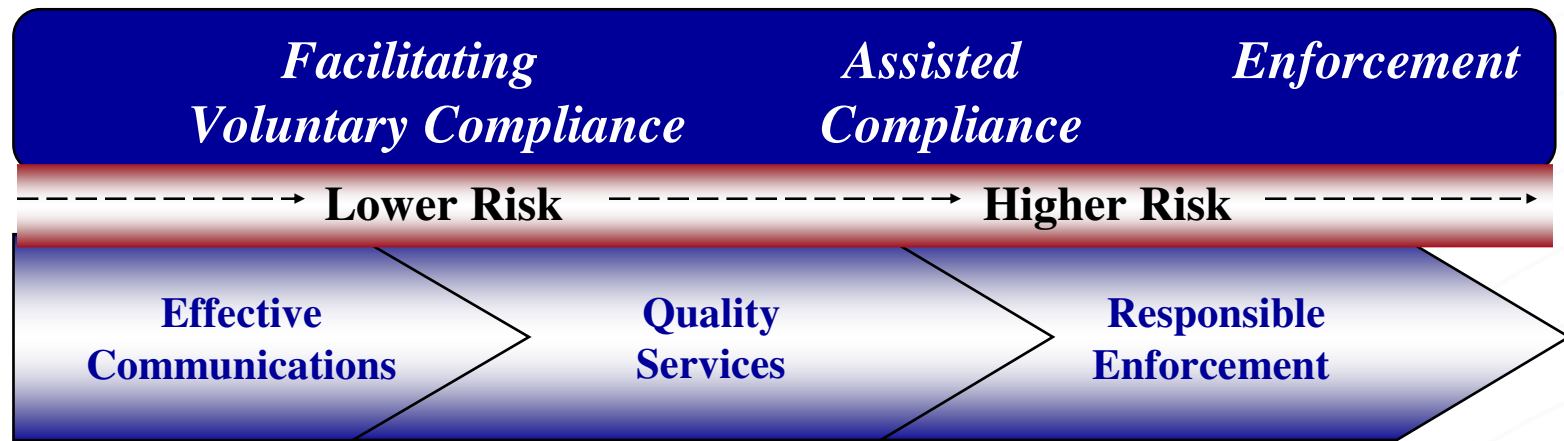 Facilitating
Voluntary Compliance
Assisted
Compliance
Enforcement
Lower Risk
Higher Risk
Effective
Communications
Quality
Services
Responsible
Enforcement